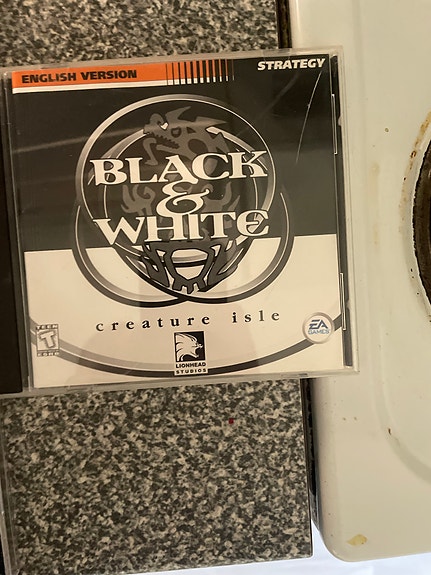 ENGLISH VERSION
STRATEGY
BLACK
&
WHITE
creature isle
TEEN
T
EA
GAMES
LIONHEAD
STUDIOS